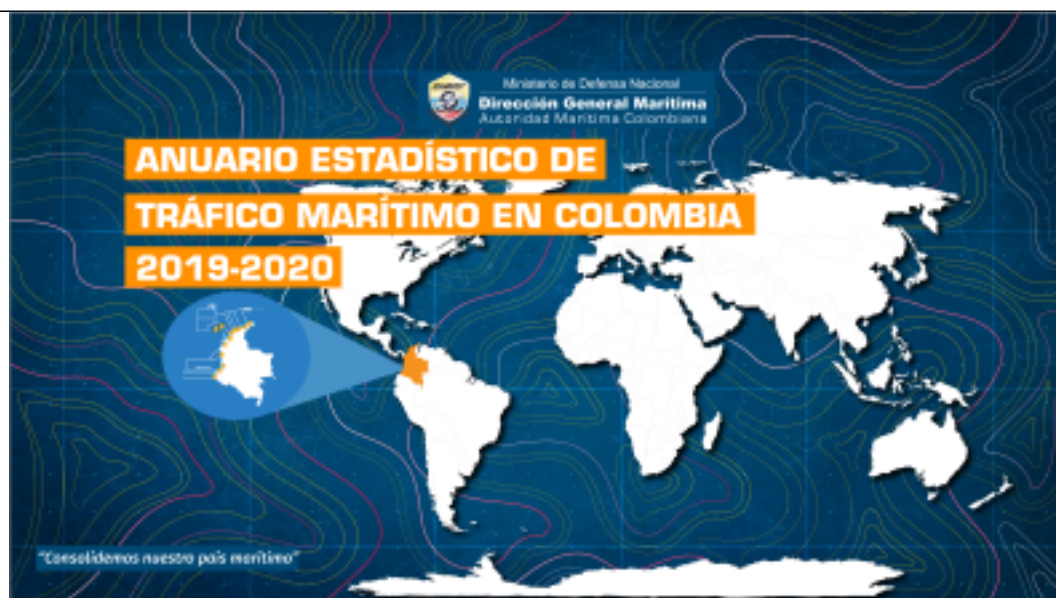 Ministerio de Defensa Nacional
Dirección General Marítima
Autoridad Marítima Colombiana
ANUARIO ESTADÍSTICO DE
TRÁFICO MARÍTIMO EN COLOMBIA
2019-2020
"Consolidemos nuestro país marítimo"